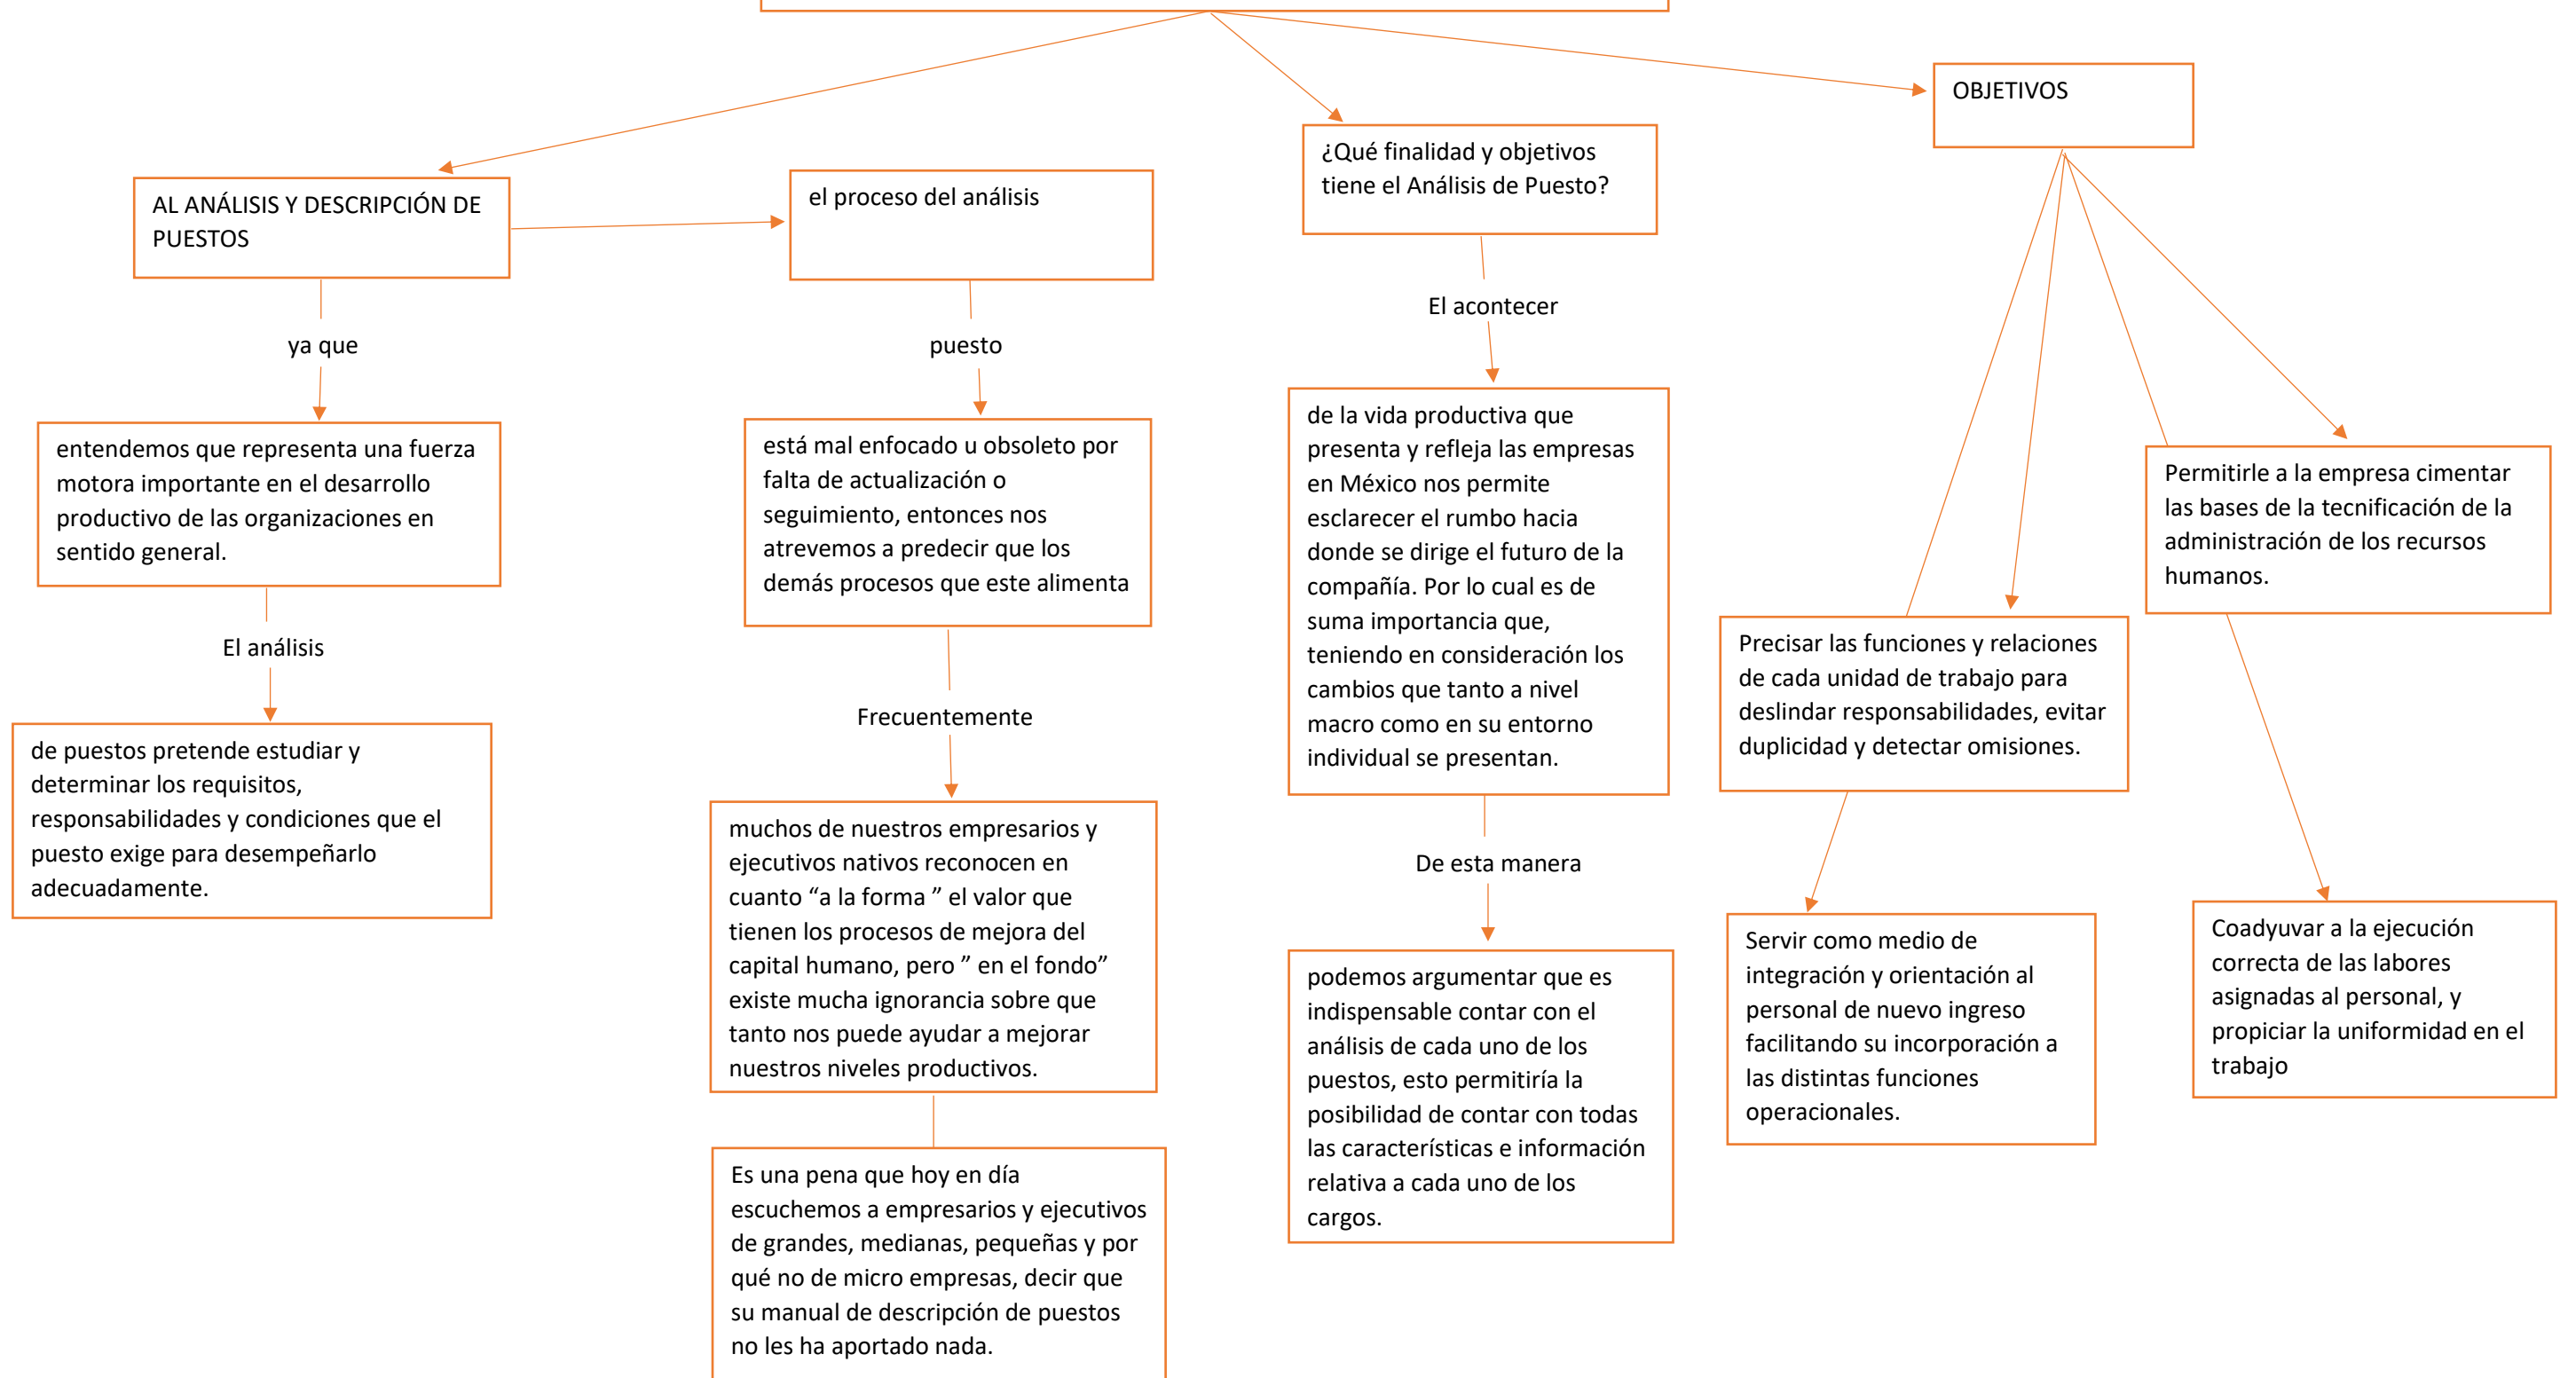 AL ANÁLISIS Y DESCRIPCIÓN DE
PUESTOS
ya que
entendemos que representa una fuerza
motora importante en el desarrollo
productivo de las organizaciones en
sentido general.
El análisis
de puestos pretende estudiar y
determinar los requisitos,
responsabilidades y condiciones que el
puesto exige para desempeñarlo
adecuadamente.
el proceso del análisis
puesto
está mal enfocado u obsoleto por
falta de actualización o
seguimiento, entonces nos
atrevemos a predecir que los
demás procesos que este alimenta
Frecuentemente
muchos de nuestros empresarios y
ejecutivos nativos reconocen en
cuanto “a la forma ” el valor que
tienen los procesos de mejora del
capital humano, pero ” en el fondo”
existe mucha ignorancia sobre que
tanto nos puede ayudar a mejorar
nuestros niveles productivos.
Es una pena que hoy en día
escuchemos a empresarios y ejecutivos
de grandes, medianas, pequeñas y por
qué no de micro empresas, decir que
su manual de descripción de puestos
no les ha aportado nada.
¿Qué finalidad y objetivos
tiene el Análisis de Puesto?
El acontecer
de la vida productiva que
presenta y refleja las empresas
en México nos permite
esclarecer el rumbo hacia
donde se dirige el futuro de la
compañía. Por lo cual es de
suma importancia que,
teniendo en consideración los
cambios que tanto a nivel
macro como en su entorno
individual se presentan.
De esta manera
podemos argumentar que es
indispensable contar con el
análisis de cada uno de los
puestos, esto permitiría la
posibilidad de contar con todas
las características e información
relativa a cada uno de los
cargos.
OBJETIVOS
Precisar las funciones y relaciones
de cada unidad de trabajo para
deslindar responsabilidades, evitar
duplicidad y detectar omisiones.
Servir como medio de
integración y orientación al
personal de nuevo ingreso
facilitando su incorporación a
las distintas funciones
operacionales.
Permitirle a la empresa cimentar
las bases de la tecnificación de la
administración de los recursos
humanos.
Coadyuvar a la ejecución
correcta de las labores
asignadas al personal, y
propiciar la uniformidad en el
trabajo